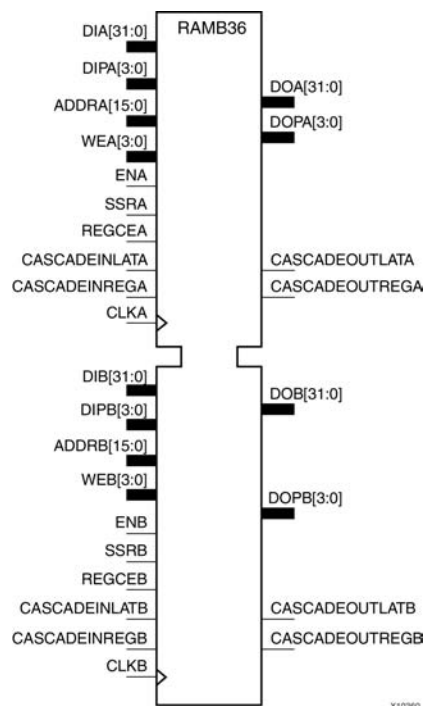 RAMB36
DIA[31:0]
DIPA[3:0]
ADDRA[15:0]
WEA[3:0]
ENA
SSRA
REGCEA
CASCADEINLATA
CASCADEINREGA
CLKA
DOA[31:0]
DOPA[3:0]
CASCADEOUTLATA
CASCADEOUTREGA
DIB[31:0]
DIPB[3:0]
ADDRB[15:0]
WEB[3:0]
ENB
SSRB
REGCEB
CASCADEINLATB
CASCADEINREGB
CLKB
DOB[31:0]
DOPB[3:0]
CASCADEOUTLATB
CASCADEOUTREGB